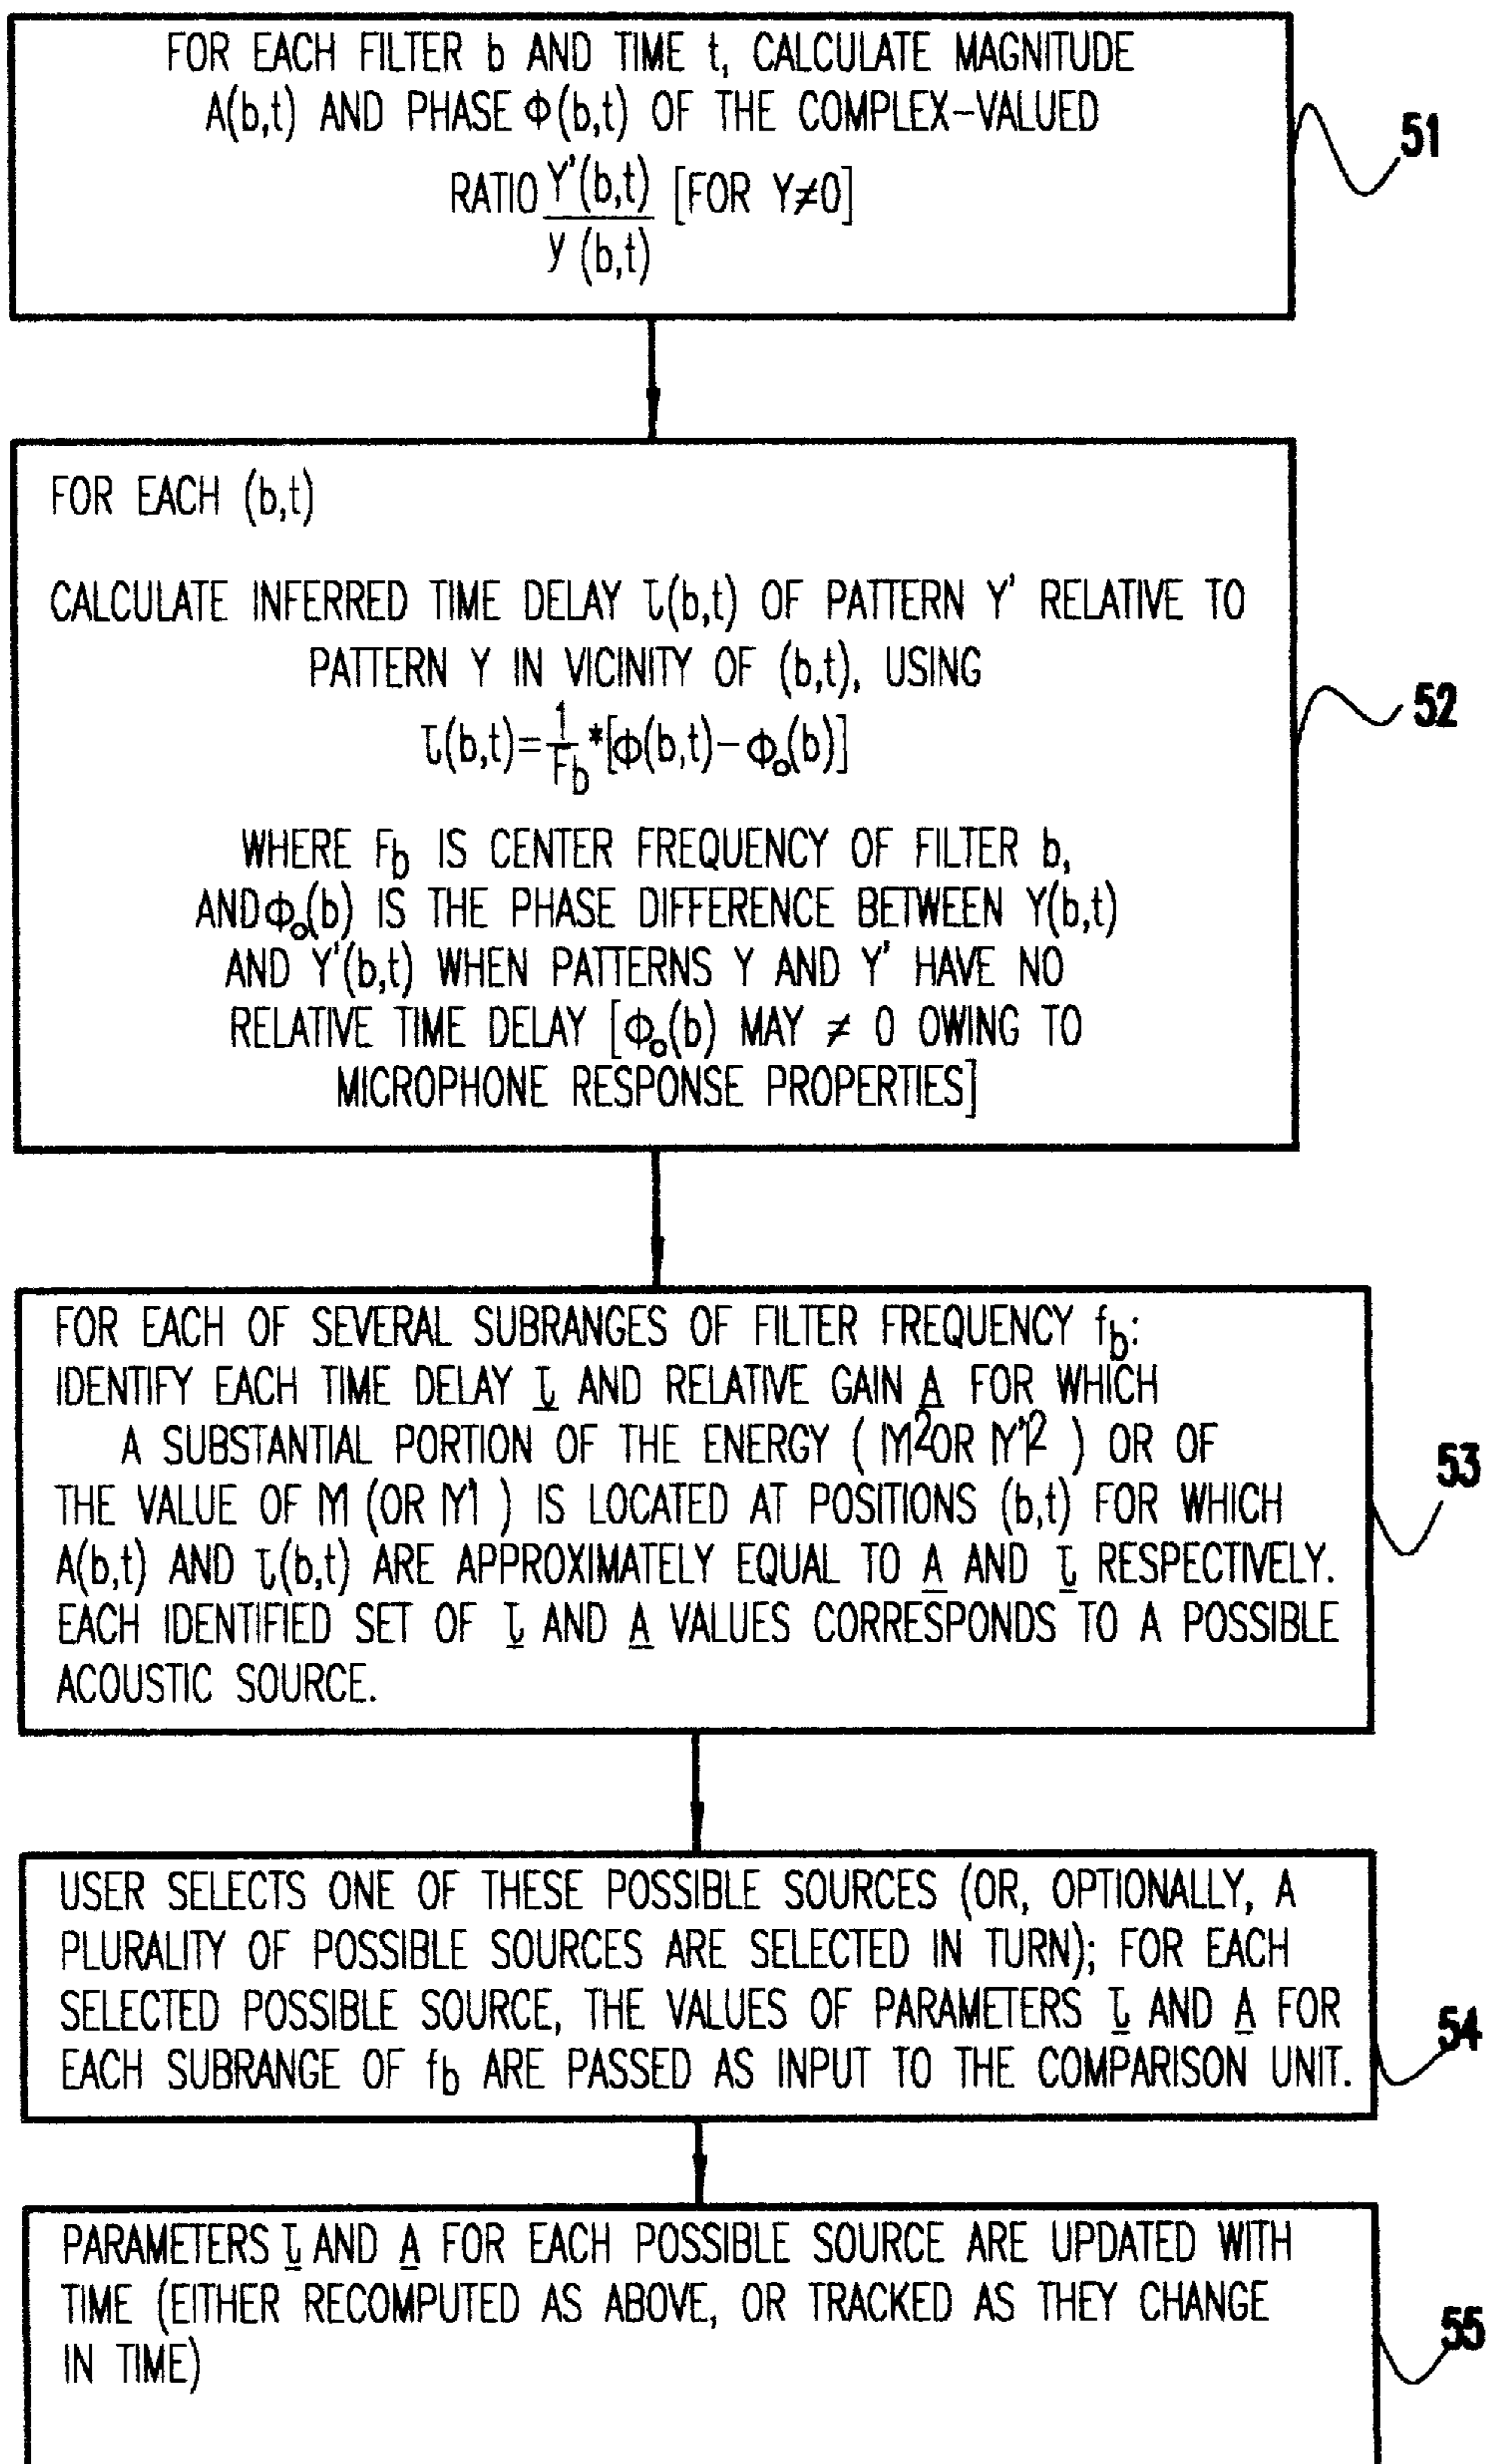 FOR EACH FILTER b AND TIME t, CALCULATE MAGNITUDE
A(b,t) AND PHASE Φ(b,t) OF THE COMPLEX-VALUED
RATIO Y'(b,t)/y (b,t) [FOR Y≠0]
51
FOR EACH (b,t)
CALCULATE INFERRED TIME DELAY τ(b,t) OF PATTERN Y' RELATIVE TO
PATTERN Y IN VICINITY OF (b,t), USING
τ(b,t)=1/Fb*[Φ(b,t)-Φo(b)]
52
WHERE Fb IS CENTER FREQUENCY OF FILTER b,
AND Φo(b) IS THE PHASE DIFFERENCE BETWEEN Y(b,t)
AND Y'(b,t) WHEN PATTERNS Y AND Y' HAVE NO
RELATIVE TIME DELAY [Φo(b) MAY ≠ 0 OWING TO
MICROPHONE RESPONSE PROPERTIES]
FOR EACH OF SEVERAL SUBRANGES OF FILTER FREQUENCY fb:
IDENTIFY EACH TIME DELAY τ AND RELATIVE GAIN A FOR WHICH
A SUBSTANTIAL PORTION OF THE ENERGY ( |Y|2 OR |Y'|2 ) OR OF
THE VALUE OF |Y| (OR |Y'| ) IS LOCATED AT POSITIONS (b,t) FOR WHICH
A(b,t) AND τ(b,t) ARE APPROXIMATELY EQUAL TO A AND τ RESPECTIVELY.
EACH IDENTIFIED SET OF τ AND A VALUES CORRESPONDS TO A POSSIBLE
ACOUSTIC SOURCE.
53
USER SELECTS ONE OF THESE POSSIBLE SOURCES (OR, OPTIONALLY, A
PLURALITY OF POSSIBLE SOURCES ARE SELECTED IN TURN); FOR EACH
SELECTED POSSIBLE SOURCE, THE VALUES OF PARAMETERS τ AND A FOR
EACH SUBRANGE OF fb ARE PASSED AS INPUT TO THE COMPARISON UNIT.
54
PARAMETERS τ AND A FOR EACH POSSIBLE SOURCE ARE UPDATED WITH
TIME (EITHER RECOMPUTED AS ABOVE, OR TRACKED AS THEY CHANGE
IN TIME)
55